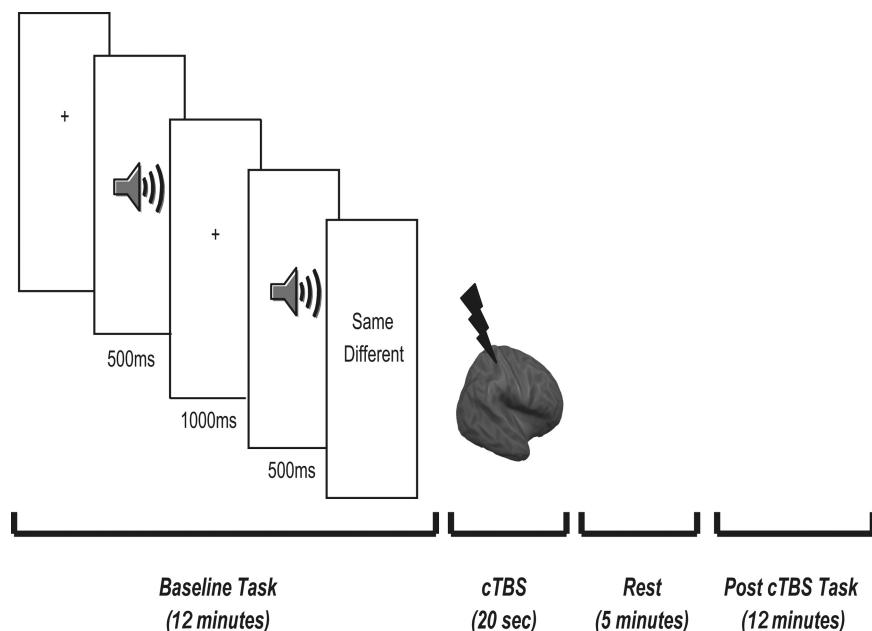 +
500ms
+
1000ms
500ms
Same
Different
Baseline Task
(12 minutes)
cTBS
(20 sec)
Rest
(5 minutes)
Post cTBS Task
(12 minutes)